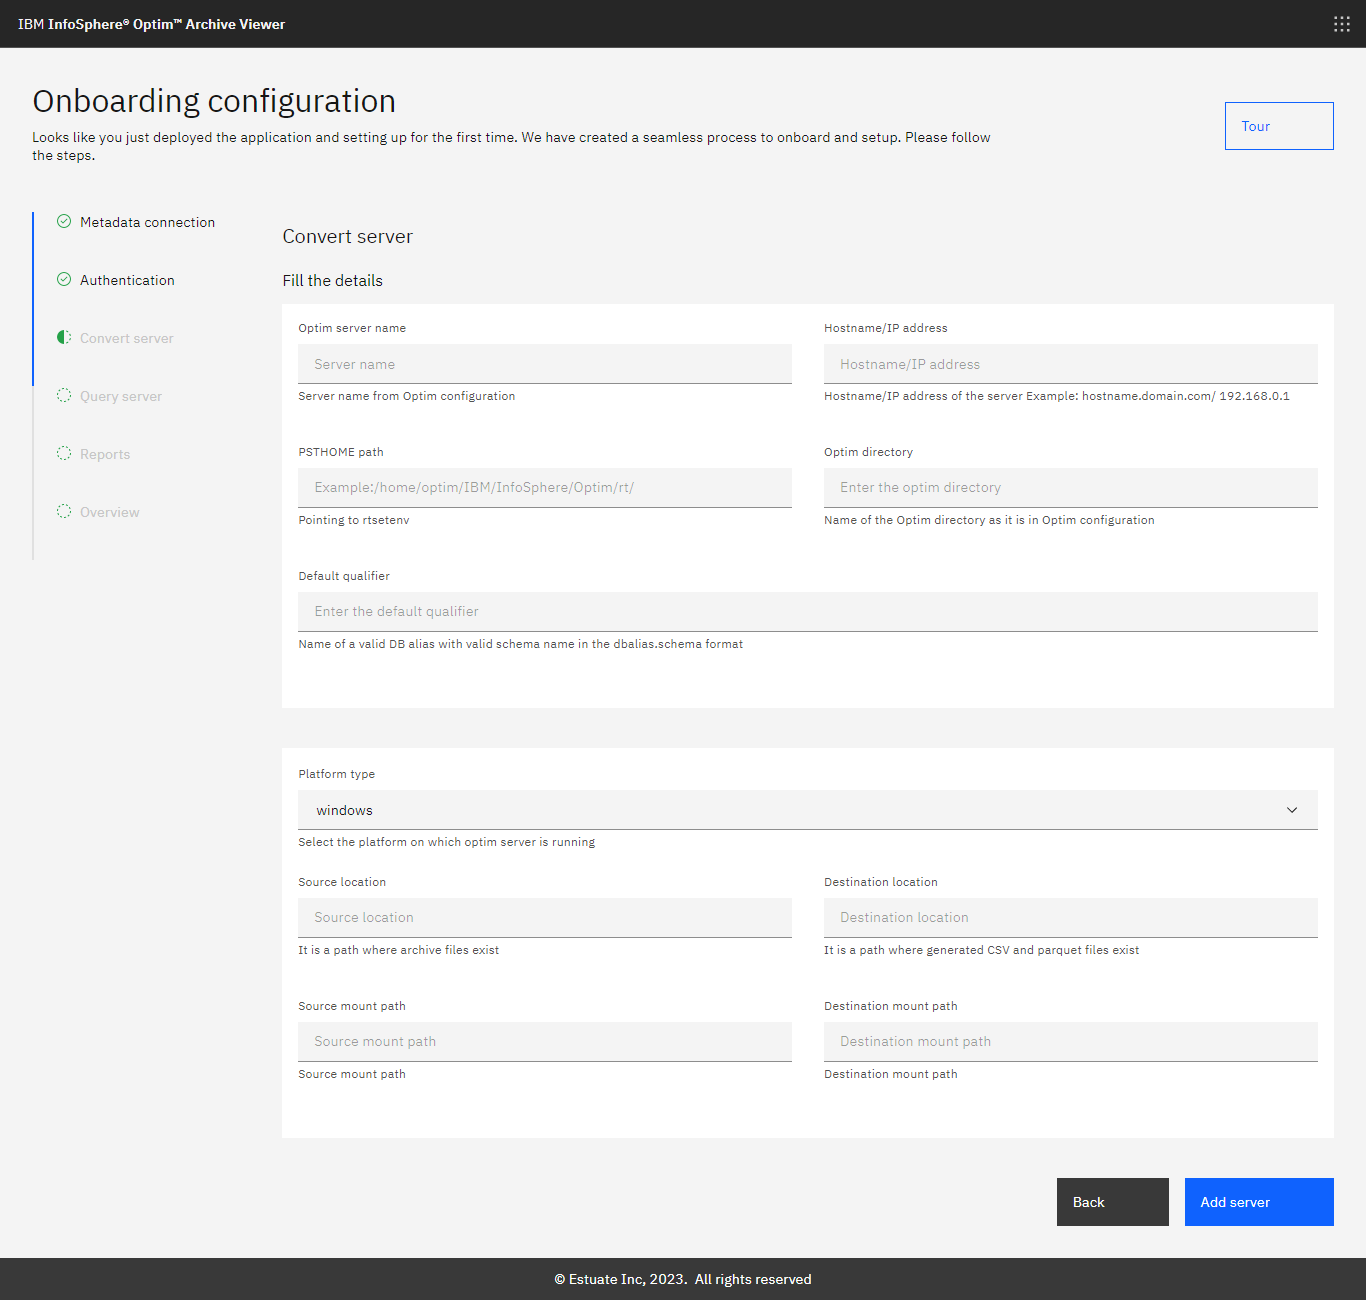 IBM InfoSphere® Optim™ Archive Viewer
Onboarding configuration
Looks like you just deployed the application and setting up for the first time. We have created a seamless process to onboard and setup. Please follow
the steps.
Tour
Metadata connection
Authentication
Convert server
Query server
Reports
Overview
Convert server
Fill the details
Optim server name
Hostname/IP address
Server name
Hostname/IP address
Server name from Optim configuration
Hostname/IP address of the server Example: hostname.domain.com/ 192.168.0.1
PSTHOME path
Optim directory
Example:/home/optim/IBM/InfoSphere/Optim/rt/
Enter the optim directory
Pointing to rtsetenv
Name of the Optim directory as it is in Optim configuration
Default qualifier
Enter the default qualifier
Name of a valid DB alias with valid schema name in the dbalias.schema format
Platform type
windows
Select the platform on which optim server is running
Source location
Destination location
Source location
Destination location
It is a path where archive files exist
It is a path where generated CSV and parquet files exist
Source mount path
Destination mount path
Source mount path
Destination mount path
Source mount path
Destination mount path
Back
Add server
© Estuate Inc, 2023. All rights reserved